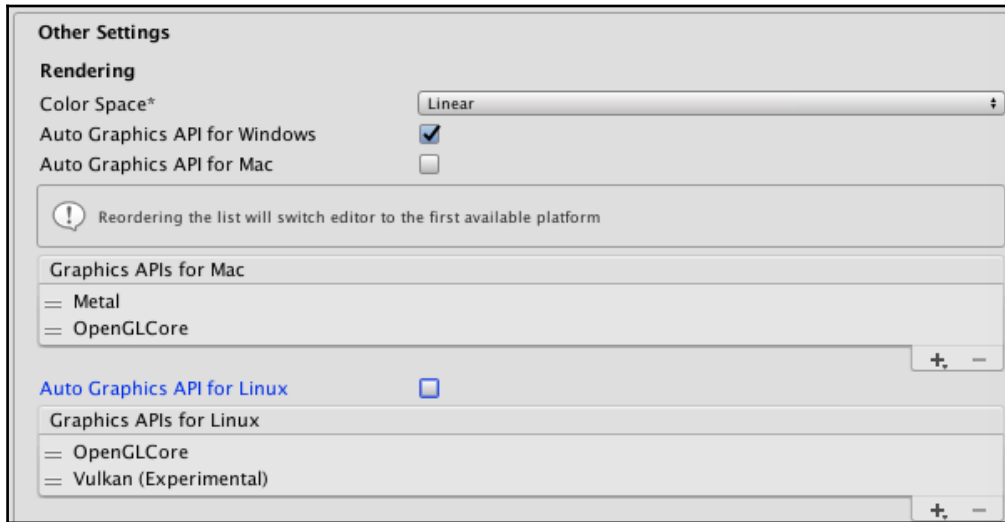 Other Settings
Rendering
Color Space* Linear
Auto Graphics API for Windows
Auto Graphics API for Mac
Reordering the list will switch editor to the first available platform
Graphics APIs for Mac
= Metal
= OpenGLCore
+ −
Auto Graphics API for Linux
Graphics APIs for Linux
= OpenGLCore
= Vulkan (Experimental)
+ −